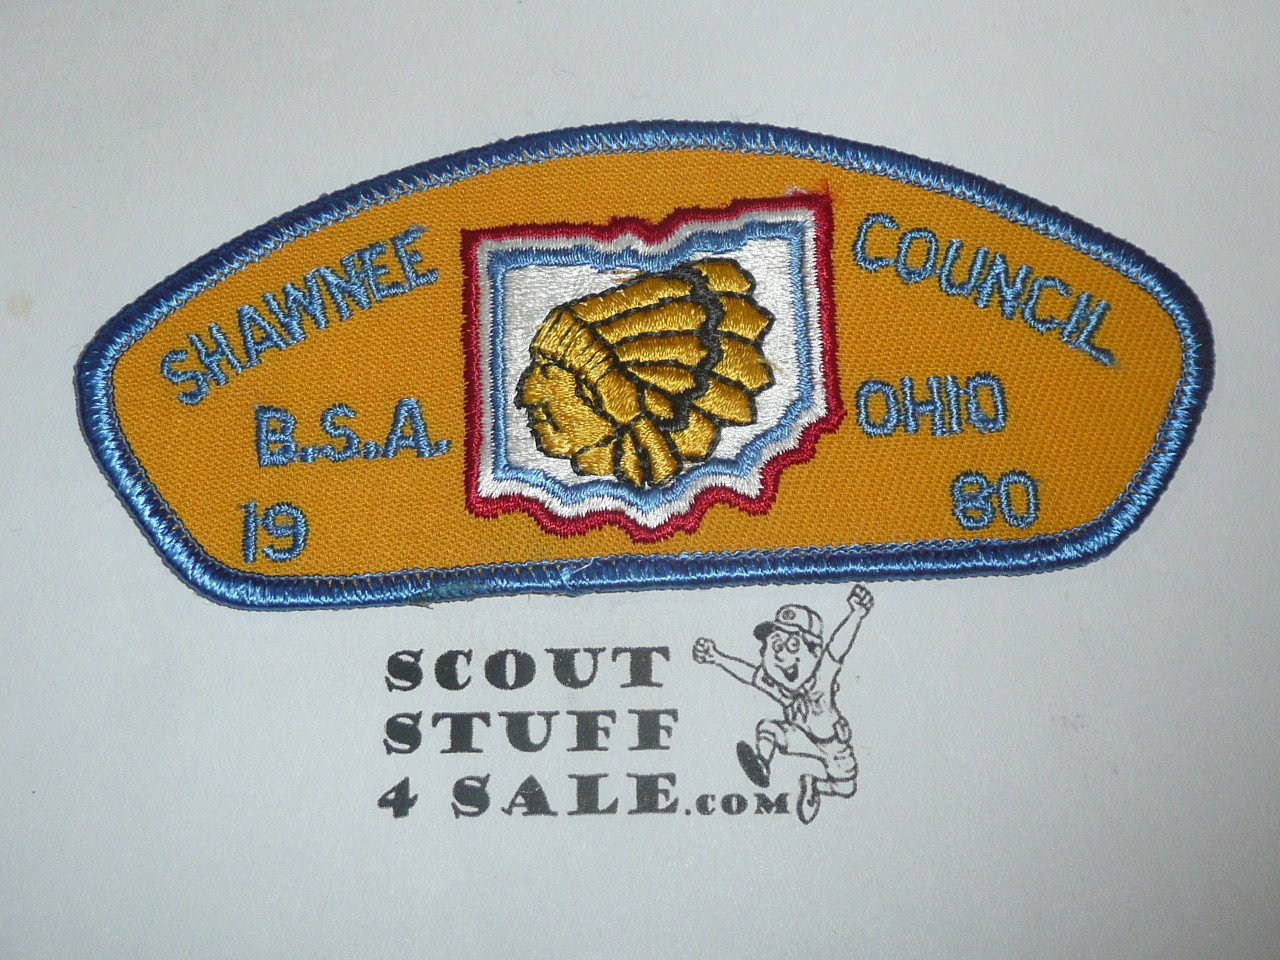 SHAWNEE COUNCIL
B.S.A. OHIO
19 80
SCOUT
STUFF
4 SALE.COM